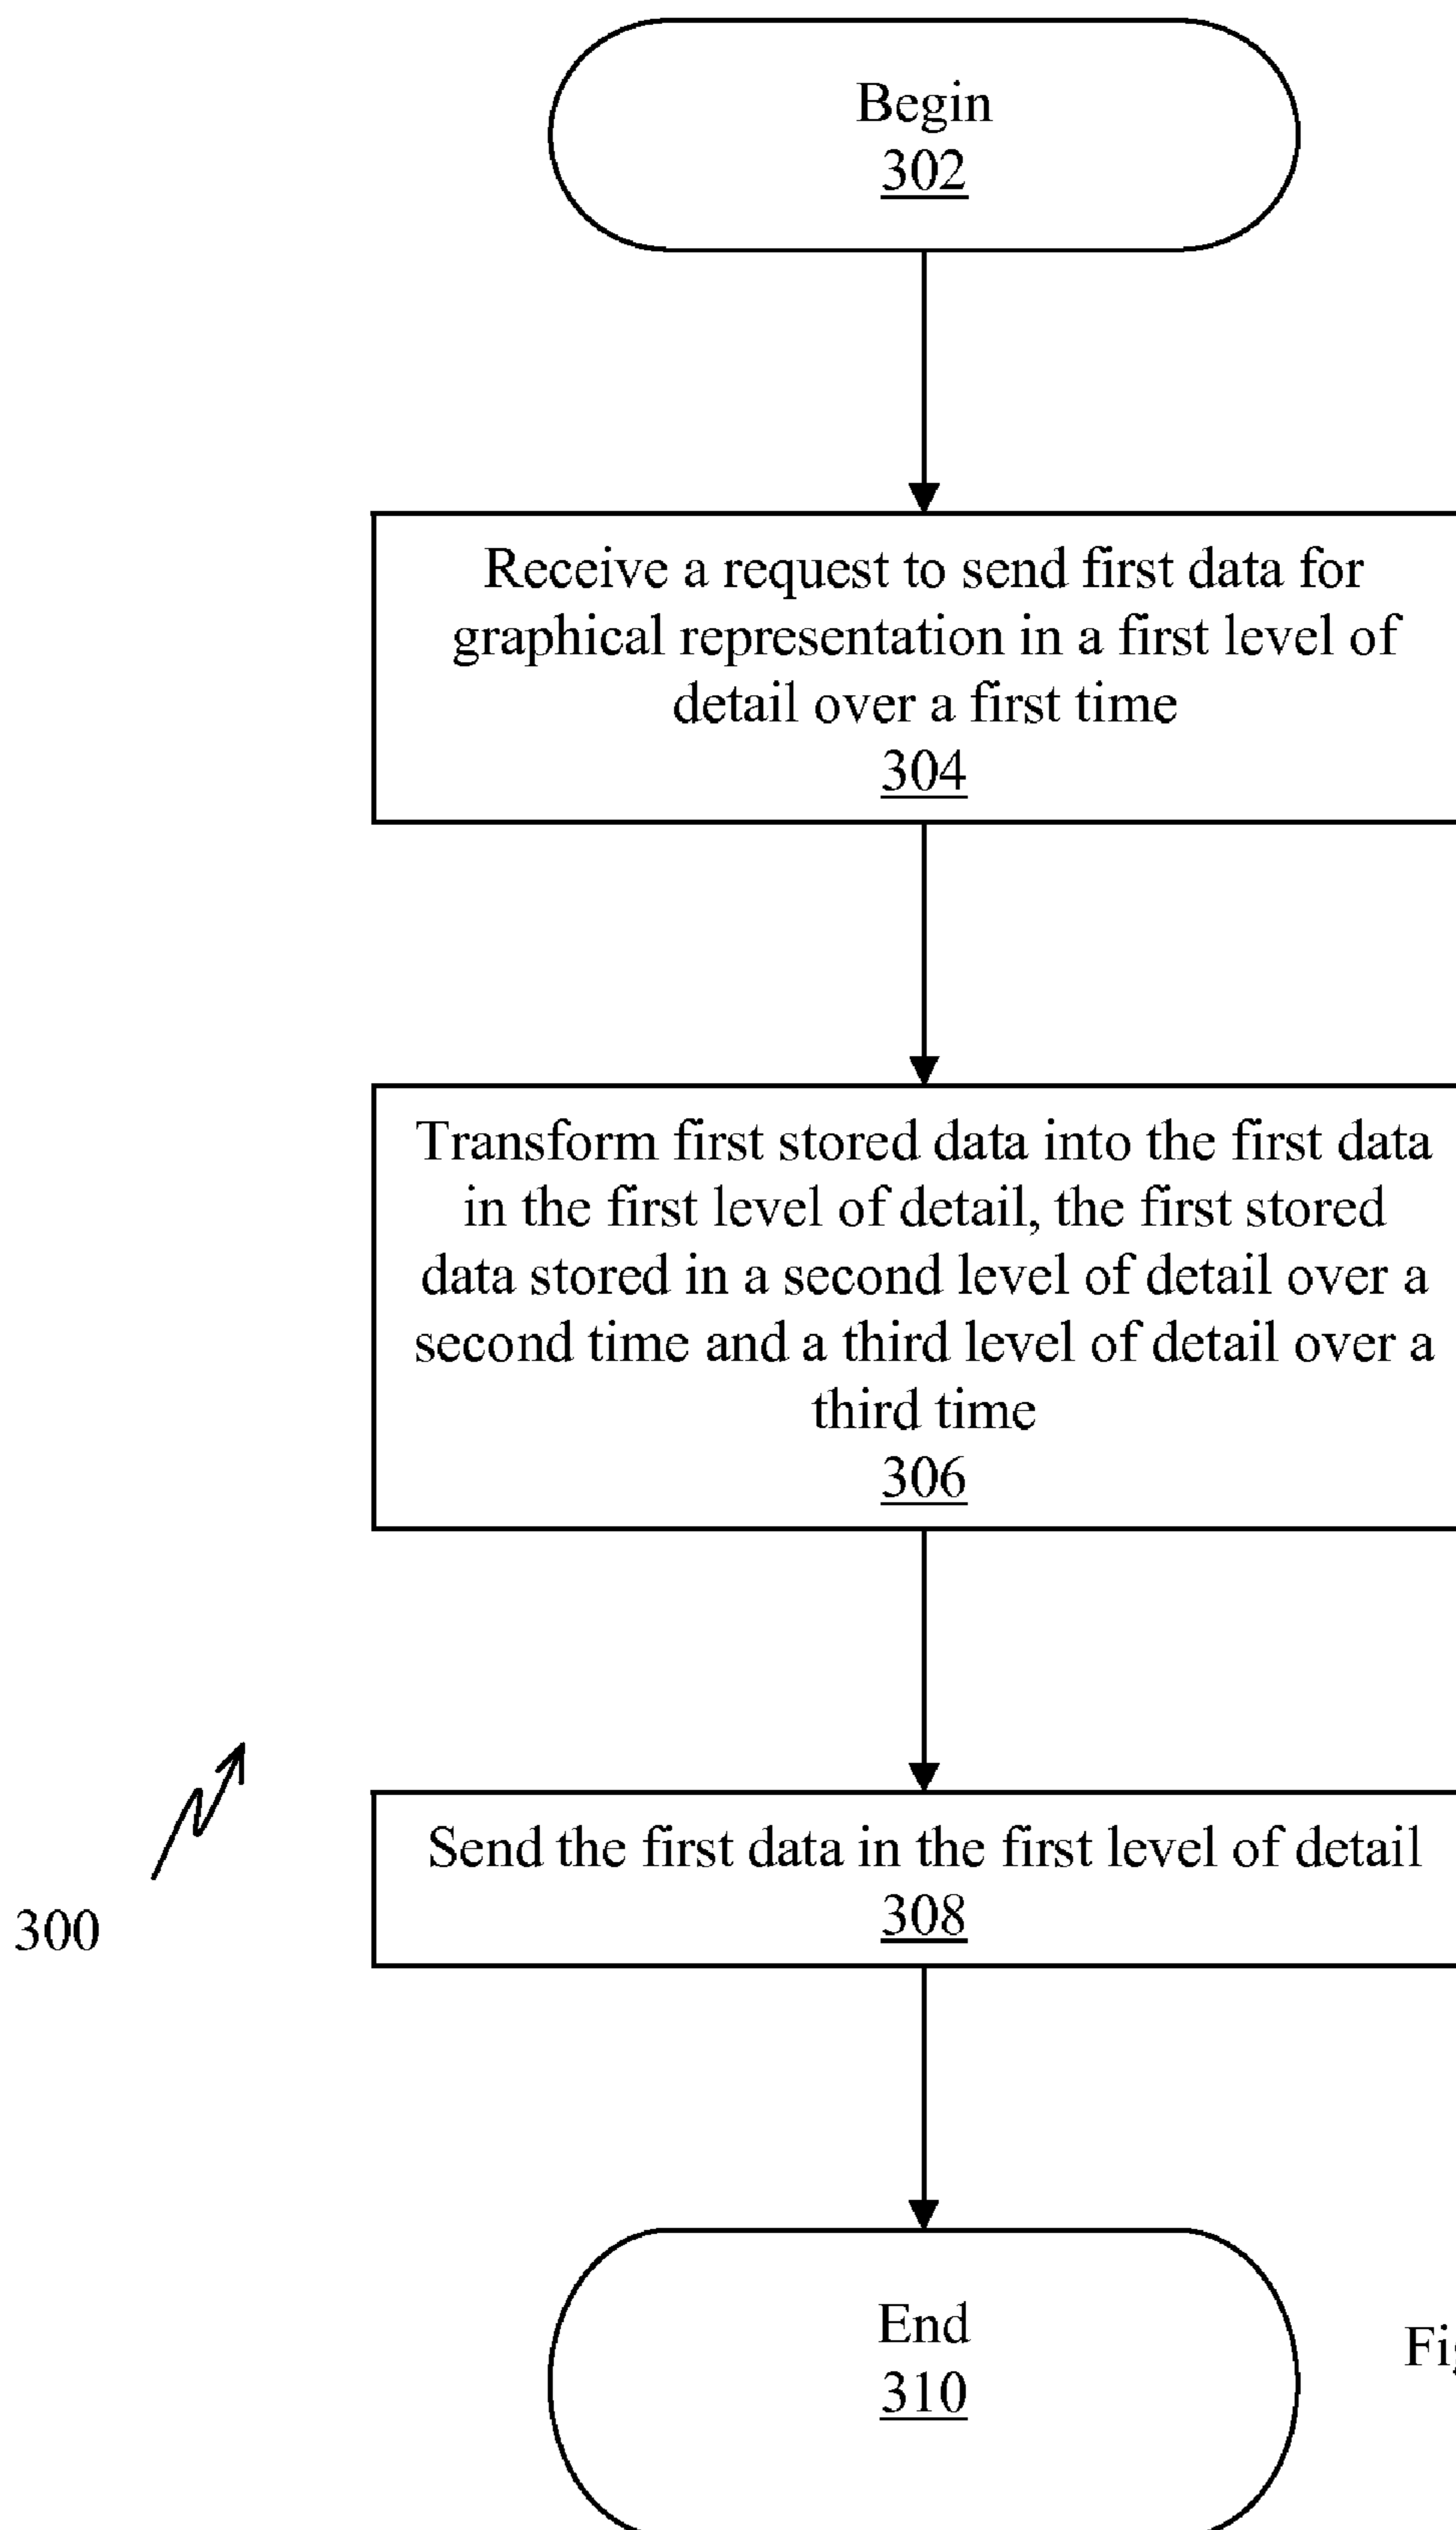 Begin
302
Receive a request to send first data for
graphical representation in a first level of
detail over a first time
304
Transform first stored data into the first data
in the first level of detail, the first stored
data stored in a second level of detail over a
second time and a third level of detail over a
third time
306
Send the first data in the first level of detail
308
300
End
310